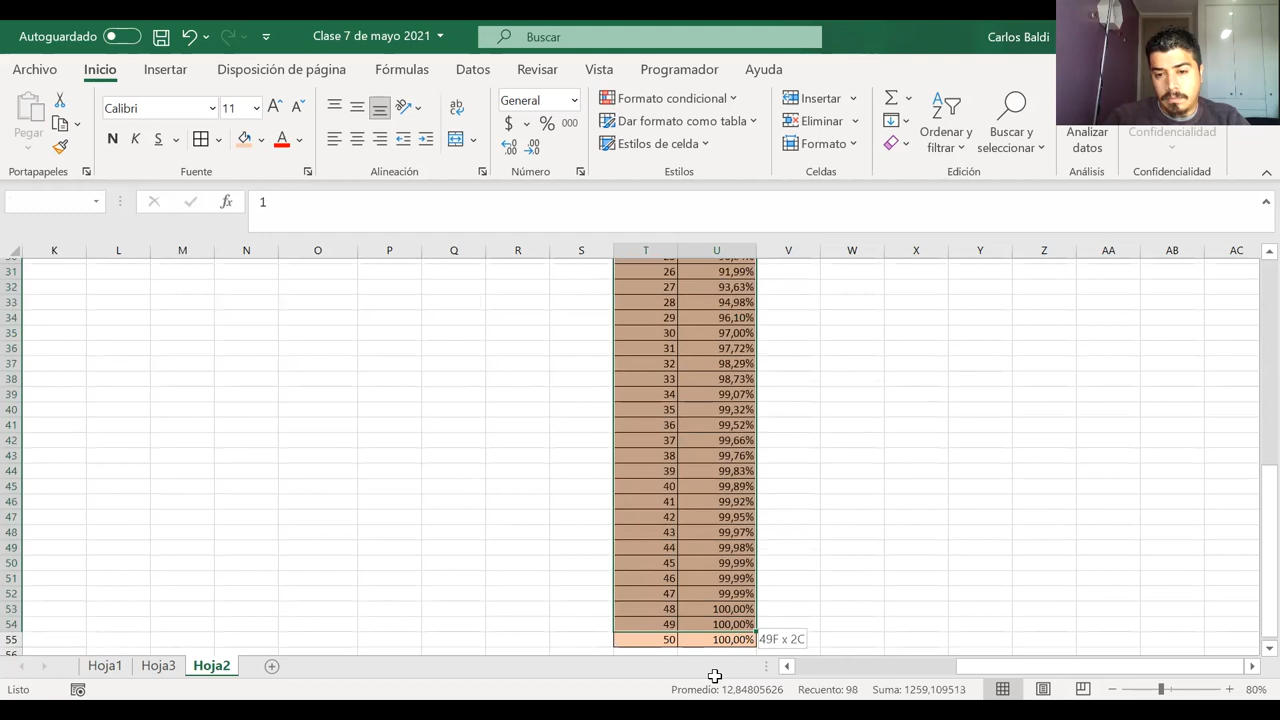 Autoguardado
Clase 7 de mayo 2021
Buscar
Carlos Baldi
Archivo Inicio Insertar Disposición de página Fórmulas Datos Revisar Vista Programador Ayuda
Pegar
Calibri 11
N K S A
General
$ % 000
Formato condicional
Dar formato como tabla
Estilos de celda
Insertar
Eliminar
Formato
Ordenar y filtrar
Buscar y seleccionar
Analizar datos
Confidencialidad
Portapapeles Fuente Alineación Número Estilos Celdas Edición Análisis Confidencialidad
fx 1
K L M N O P Q R S T U V W X Y Z AA AB AC
31 26 91,99%
32 27 93,63%
33 28 94,98%
34 29 96,10%
35 30 97,00%
36 31 97,72%
37 32 98,29%
38 33 98,73%
39 34 99,07%
40 35 99,32%
41 36 99,52%
42 37 99,66%
43 38 99,76%
44 39 99,83%
45 40 99,89%
46 41 99,92%
47 42 99,95%
48 43 99,97%
49 44 99,98%
50 45 99,99%
51 46 99,99%
52 47 99,99%
53 48 100,00%
54 49 100,00%
55 50 100,00% 49F x 2C
Hoja1 Hoja3 Hoja2
Listo
Promedio: 12,84805626 Recuento: 98 Suma: 1259,109513
80%